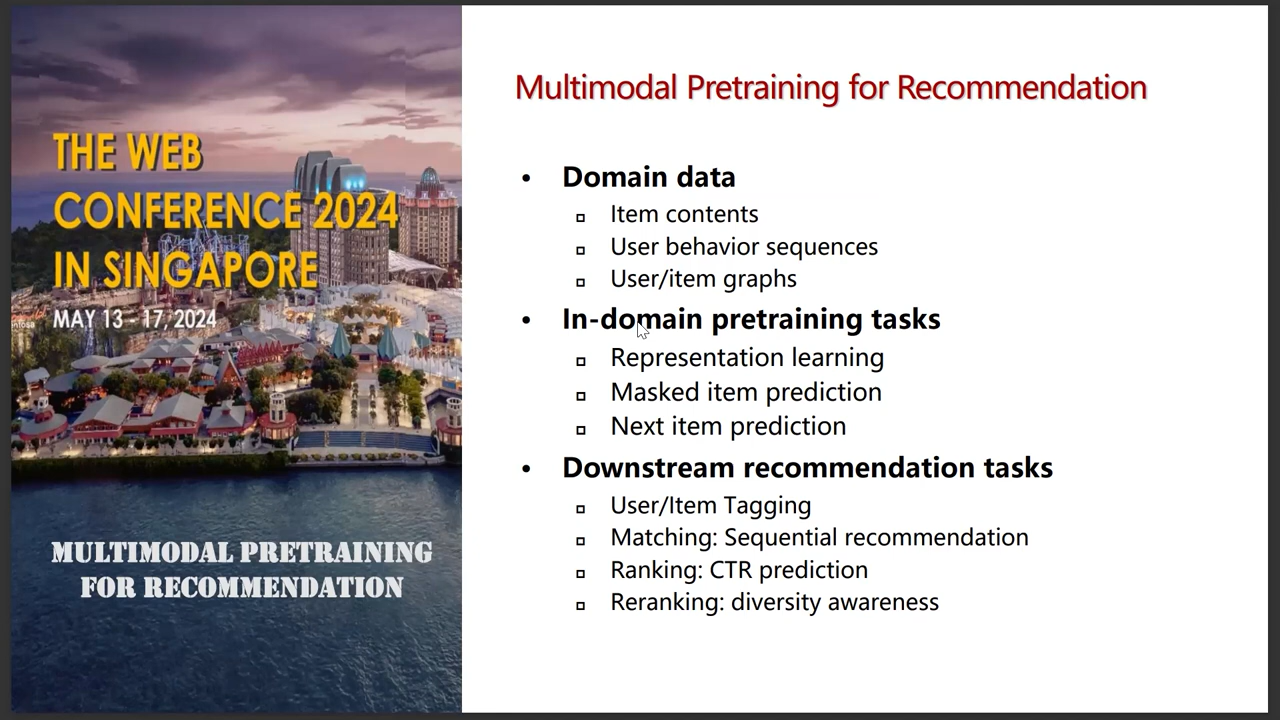 THE WEB
CONFERENCE 2024
IN SINGAPORE
MAY 13 - 17, 2024
MULTIMODAL PRETRAINING
FOR RECOMMENDATION
Multimodal Pretraining for Recommendation
• Domain data
Item contents
User behavior sequences
User/item graphs
• In-domain pretraining tasks
Representation learning
Masked item prediction
Next item prediction
• Downstream recommendation tasks
User/Item Tagging
Matching: Sequential recommendation
Ranking: CTR prediction
Reranking: diversity awareness